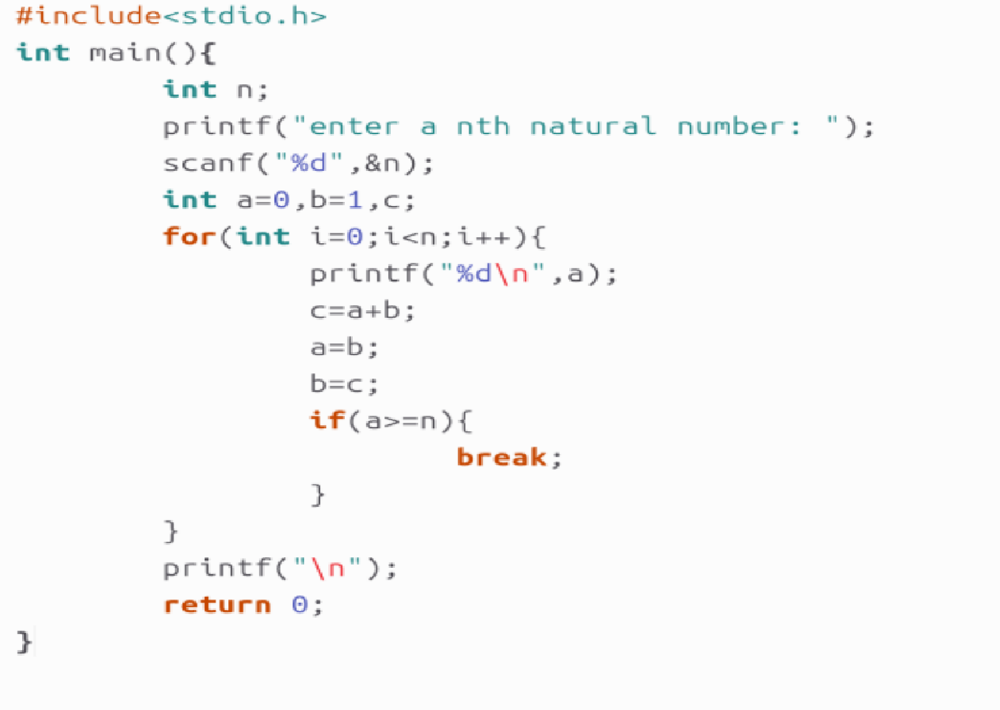 #include<stdio.h>
int main(){
int n;
printf("enter a nth natural number: ");
scanf("%d",&n);
int a=0,b=1,c;
for(int i=0;i<n;i++){
printf("%d\n",a);
c=a+b;
a=b;
b=c;
if(a>=n){
break;
}
}
printf("\n");
return 0;
}